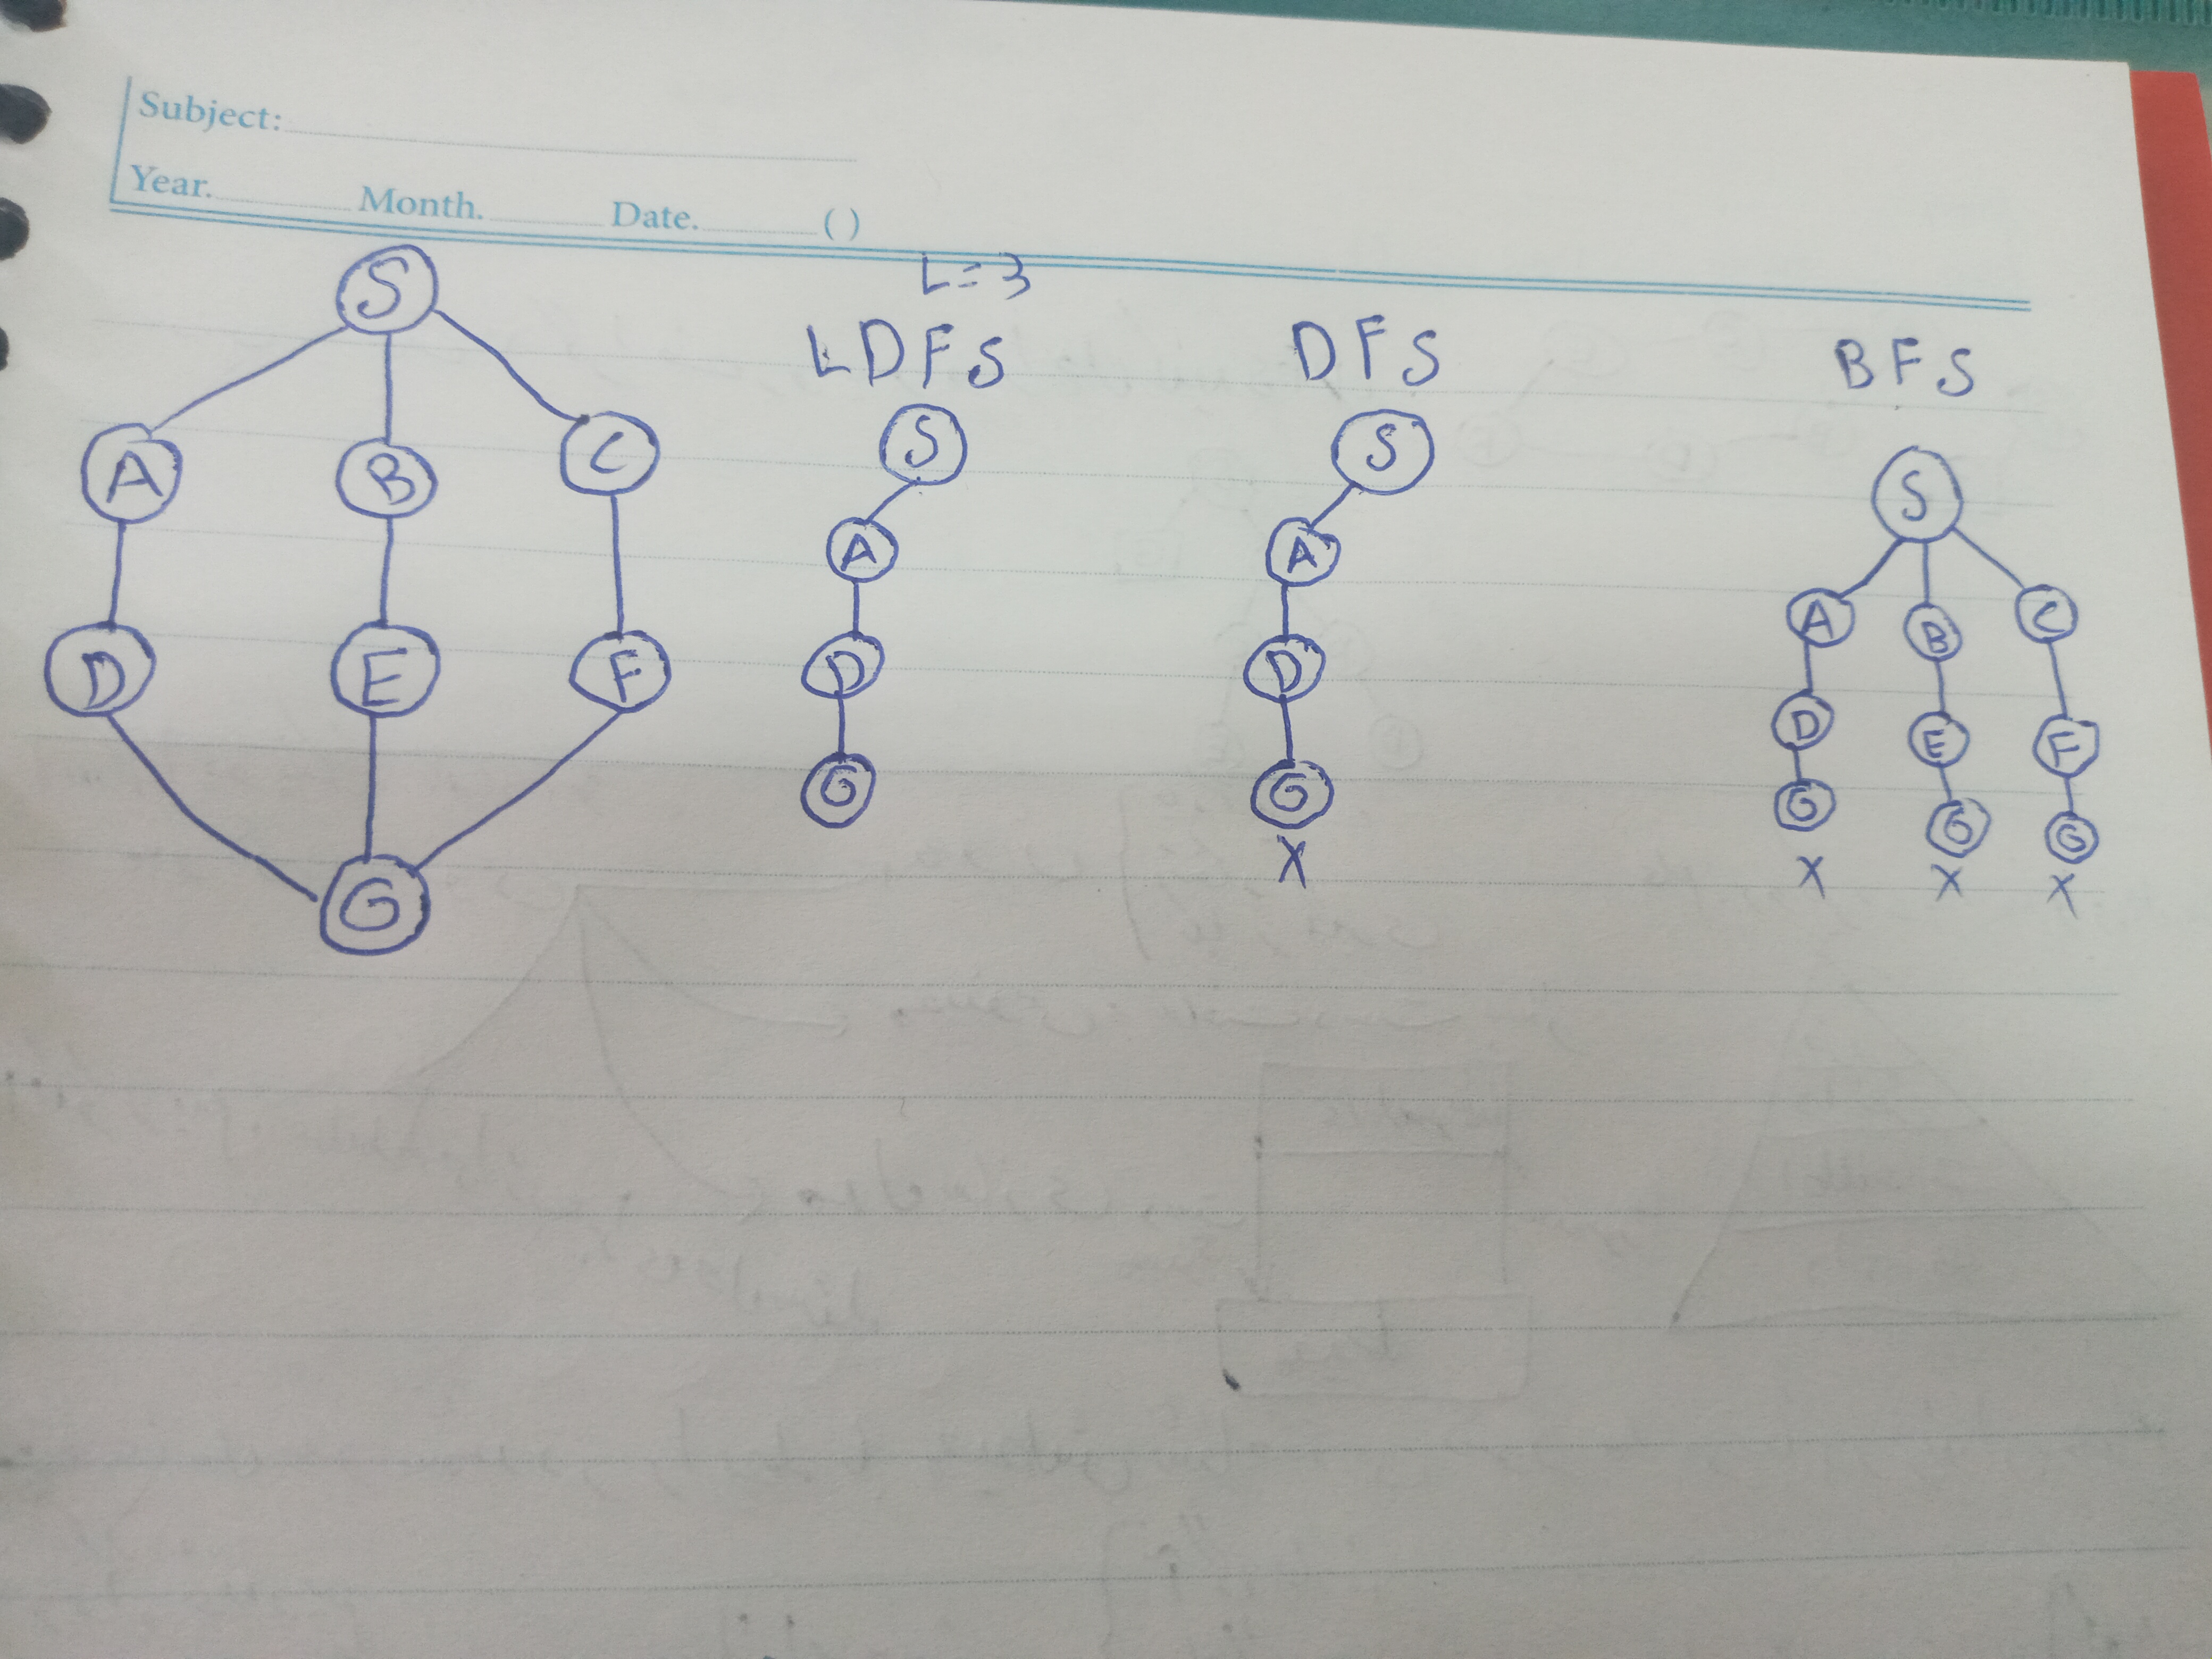 Subject:
Year. Month. Date. ( )
L=3
LDFS DFS BFS
S S S S
A B C A A A B C
D E F D D D E F
G G G G G G
X X X X